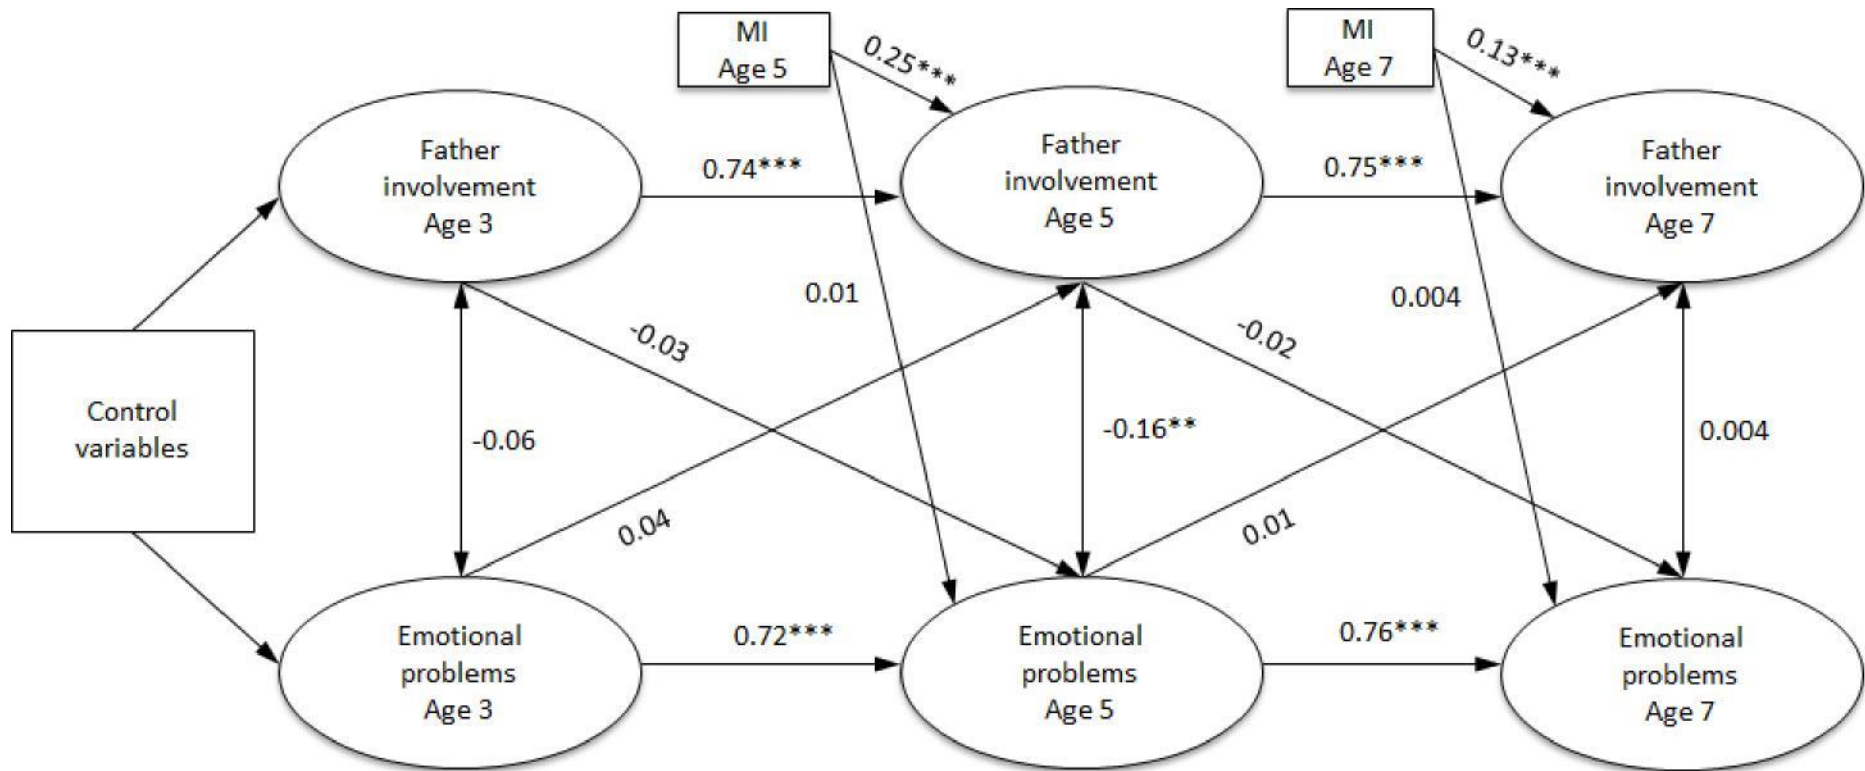 MI
Age 5
0.25***
MI
Age 7
0.13***
Father
involvement
Age 3
0.74***
Father
involvement
Age 5
0.75***
Father
involvement
Age 7
0.01
0.004
-0.03
-0.02
Control
variables
-0.06
-0.16**
0.004
0.04
0.01
Emotional
problems
Age 3
0.72***
Emotional
problems
Age 5
0.76***
Emotional
problems
Age 7